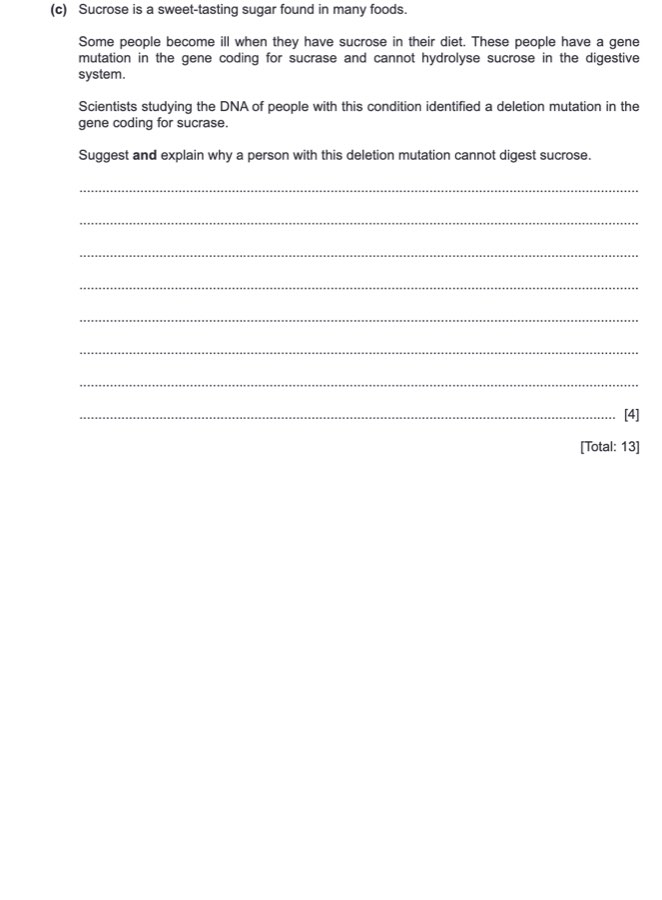 (c) Sucrose is a sweet-tasting sugar found in many foods.
Some people become ill when they have sucrose in their diet. These people have a gene
mutation in the gene coding for sucrase and cannot hydrolyse sucrose in the digestive
system.
Scientists studying the DNA of people with this condition identified a deletion mutation in the
gene coding for sucrase.
Suggest and explain why a person with this deletion mutation cannot digest sucrose.
[4]
[Total: 13]